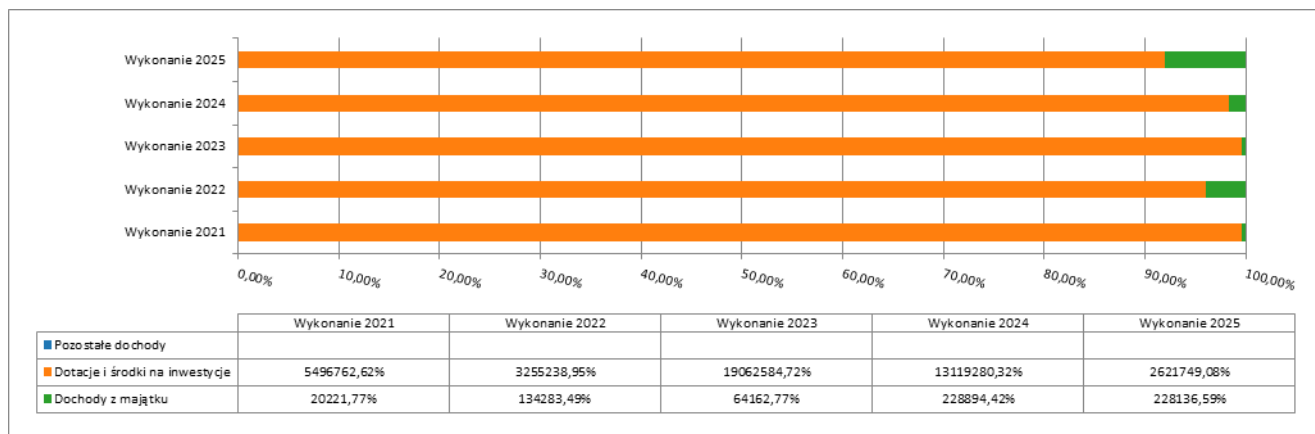 Wykonanie 2025
Wykonanie 2024
Wykonanie 2023
Wykonanie 2022
Wykonanie 2021
0,00% 10,00% 20,00% 30,00% 40,00% 50,00% 60,00% 70,00% 80,00% 90,00% 100,00%
Wykonanie 2021 Wykonanie 2022 Wykonanie 2023 Wykonanie 2024 Wykonanie 2025
Pozostałe dochody
Dotacje i środki na inwestycje 5496762,62% 3255238,95% 19062584,72% 13119280,32% 2621749,08%
Dochody z majątku 20221,77% 134283,49% 64162,77% 228894,42% 228136,59%